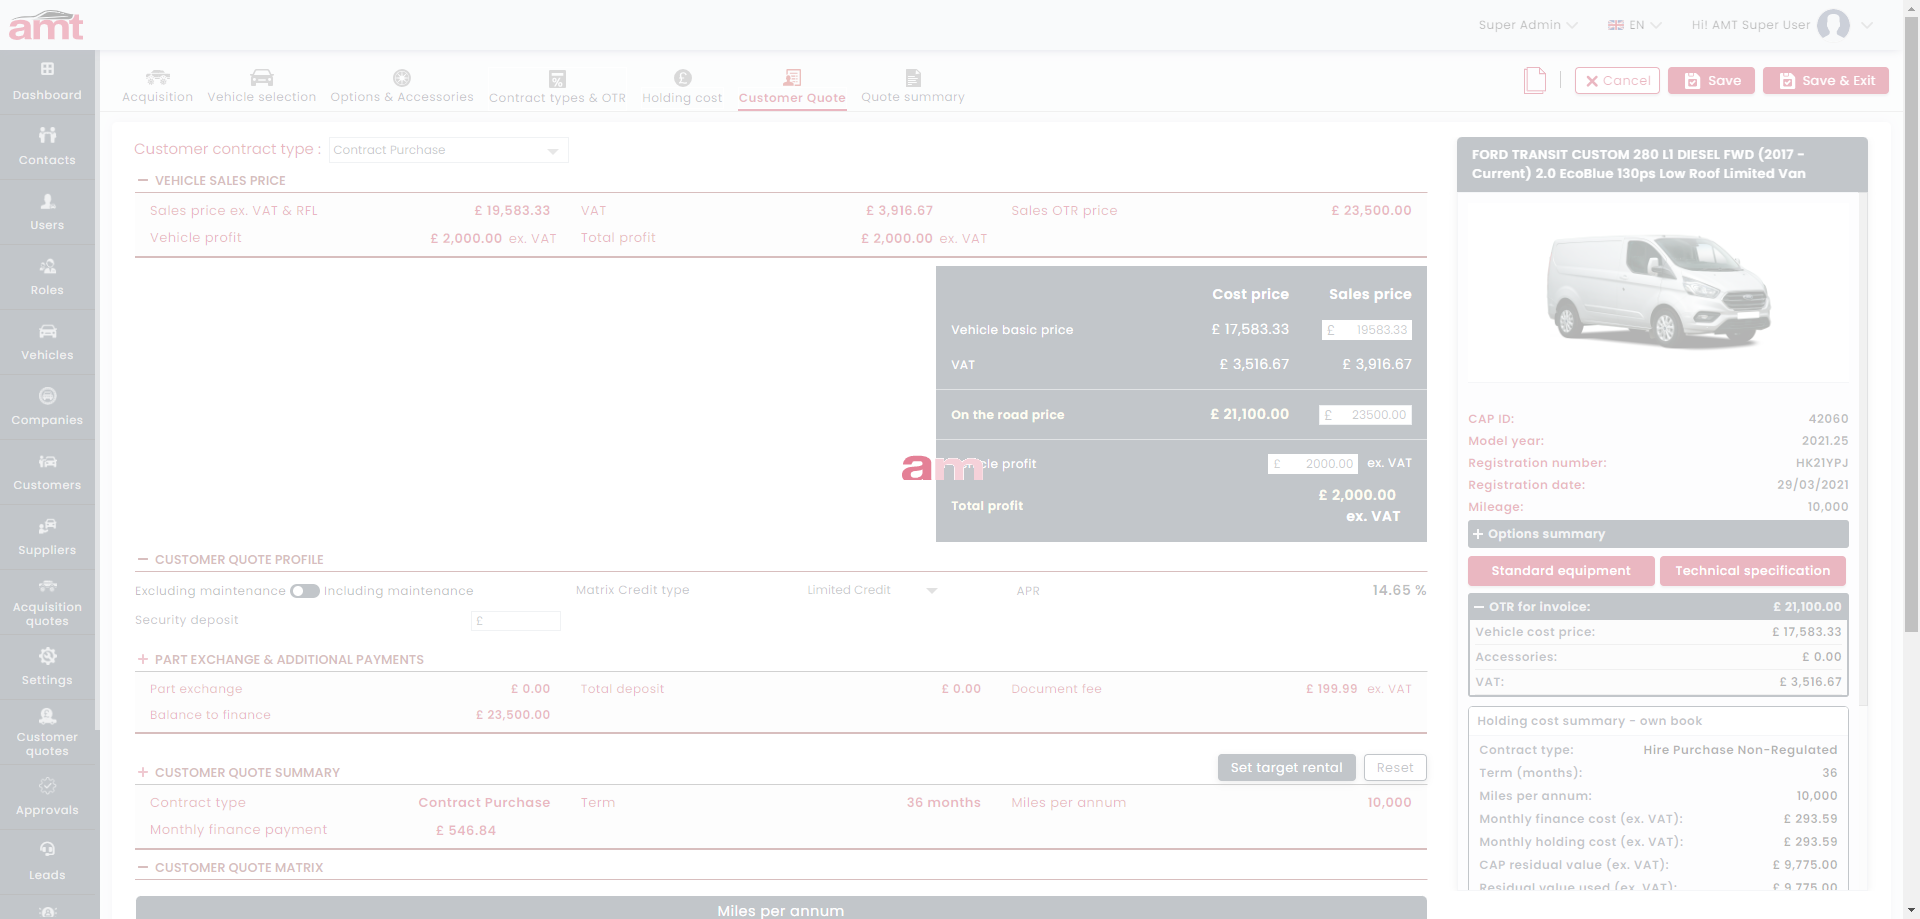 amt
Super Admin
EN
Hi! AMT Super User
Dashboard
Contacts
Users
Roles
Vehicles
Companies
Customers
Suppliers
Acquisition
quotes
Settings
Customer
quotes
Approvals
Leads
Acquisition
Vehicle selection
Options & Accessories
Contract types & OTR
Holding cost
Customer Quote
Quote summary
Cancel
Save
Save & Exit
Customer contract type : Contract Purchase
VEHICLE SALES PRICE
Sales price ex. VAT & RFL £ 19,583.33 VAT £ 3,916.67 Sales OTR price £ 23,500.00
Vehicle profit £ 2,000.00 ex. VAT Total profit £ 2,000.00 ex. VAT
Cost price Sales price
Vehicle basic price £ 17,583.33 £ 19583.33
VAT £ 3,516.67 £ 3,916.67
On the road price £ 21,100.00 £ 23500.00
am
profit £ 2000.00 ex. VAT
Total profit £ 2,000.00
ex. VAT
CUSTOMER QUOTE PROFILE
Excluding maintenance Including maintenance Matrix Credit type Limited Credit APR 14.65 %
Security deposit £
PART EXCHANGE & ADDITIONAL PAYMENTS
Part exchange £ 0.00 Total deposit £ 0.00 Document fee £ 199.99 ex. VAT
Balance to finance £ 23,500.00
CUSTOMER QUOTE SUMMARY Set target rental Reset
Contract type Contract Purchase Term 36 months Miles per annum 10,000
Monthly finance payment £ 546.84
CUSTOMER QUOTE MATRIX
Miles per annum
FORD TRANSIT CUSTOM 280 L1 DIESEL FWD (2017 -
Current) 2.0 EcoBlue 130ps Low Roof Limited Van
CAP ID: 42060
Model year: 2021.25
Registration number: HK21YPJ
Registration date: 29/03/2021
Mileage: 10,000
Options summary
Standard equipment Technical specification
OTR for invoice: £ 21,100.00
Vehicle cost price: £ 17,583.33
Accessories: £ 0.00
VAT: £ 3,516.67
Holding cost summary - own book
Contract type: Hire Purchase Non-Regulated
Term (months): 36
Miles per annum: 10,000
Monthly finance cost (ex. VAT): £ 293.59
Monthly holding cost (ex. VAT): £ 293.59
CAP residual value (ex. VAT): £ 9,775.00
Residual value used (ex. VAT): £ 9,775.00